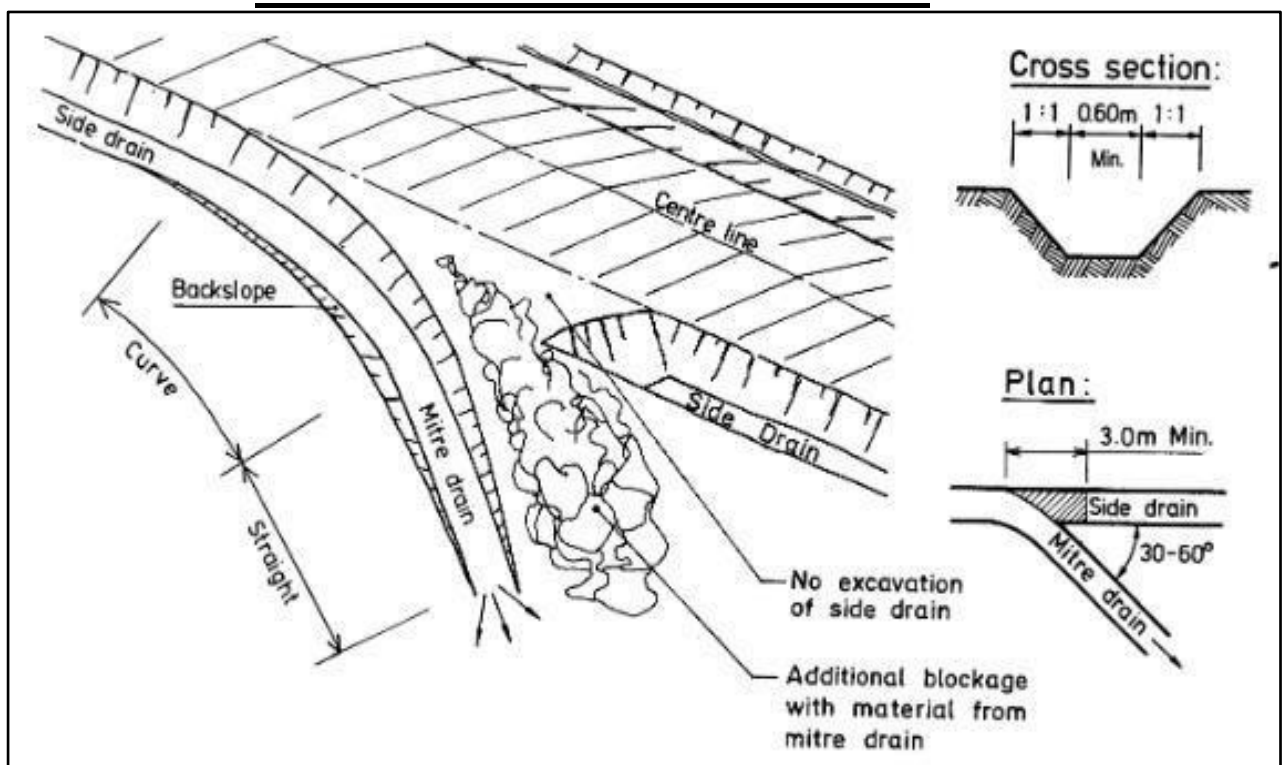 Side drain
Centre line
Backslope
Curve
Straight
Mitre drain
Side Drain
No excavation
of side drain
Additional blockage
with material from
mitre drain
Cross section:
1:1 0.60m 1:1
Min.
Plan:
3.0m Min.
Side drain
30-60°
Mitre drain